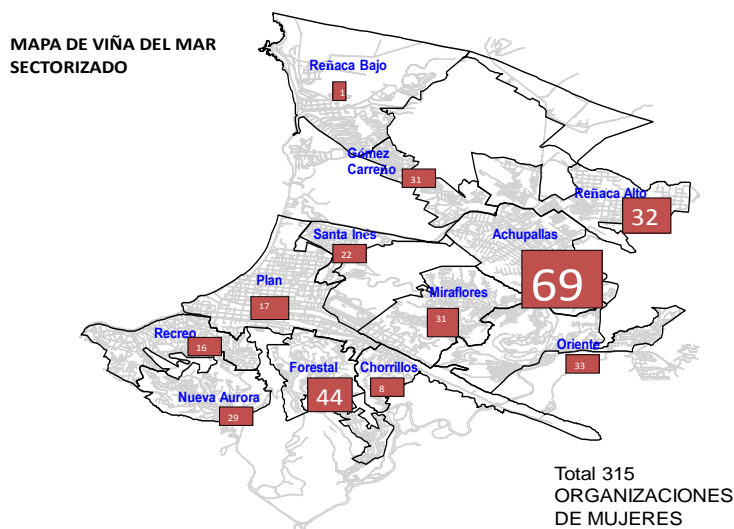 MAPA DE VIÑA DEL MAR
SECTORIZADO
Reñaca Bajo
1
Gómez
Carreño
31
Reñaca Alto
32
Santa Inés
22
Achupallas
69
Plan
17
Miraflores
31
Recreo
16
Oriente
33
Forestal
44
Chorrillos
8
Nueva Aurora
29
Total 315
ORGANIZACIONES
DE MUJERES